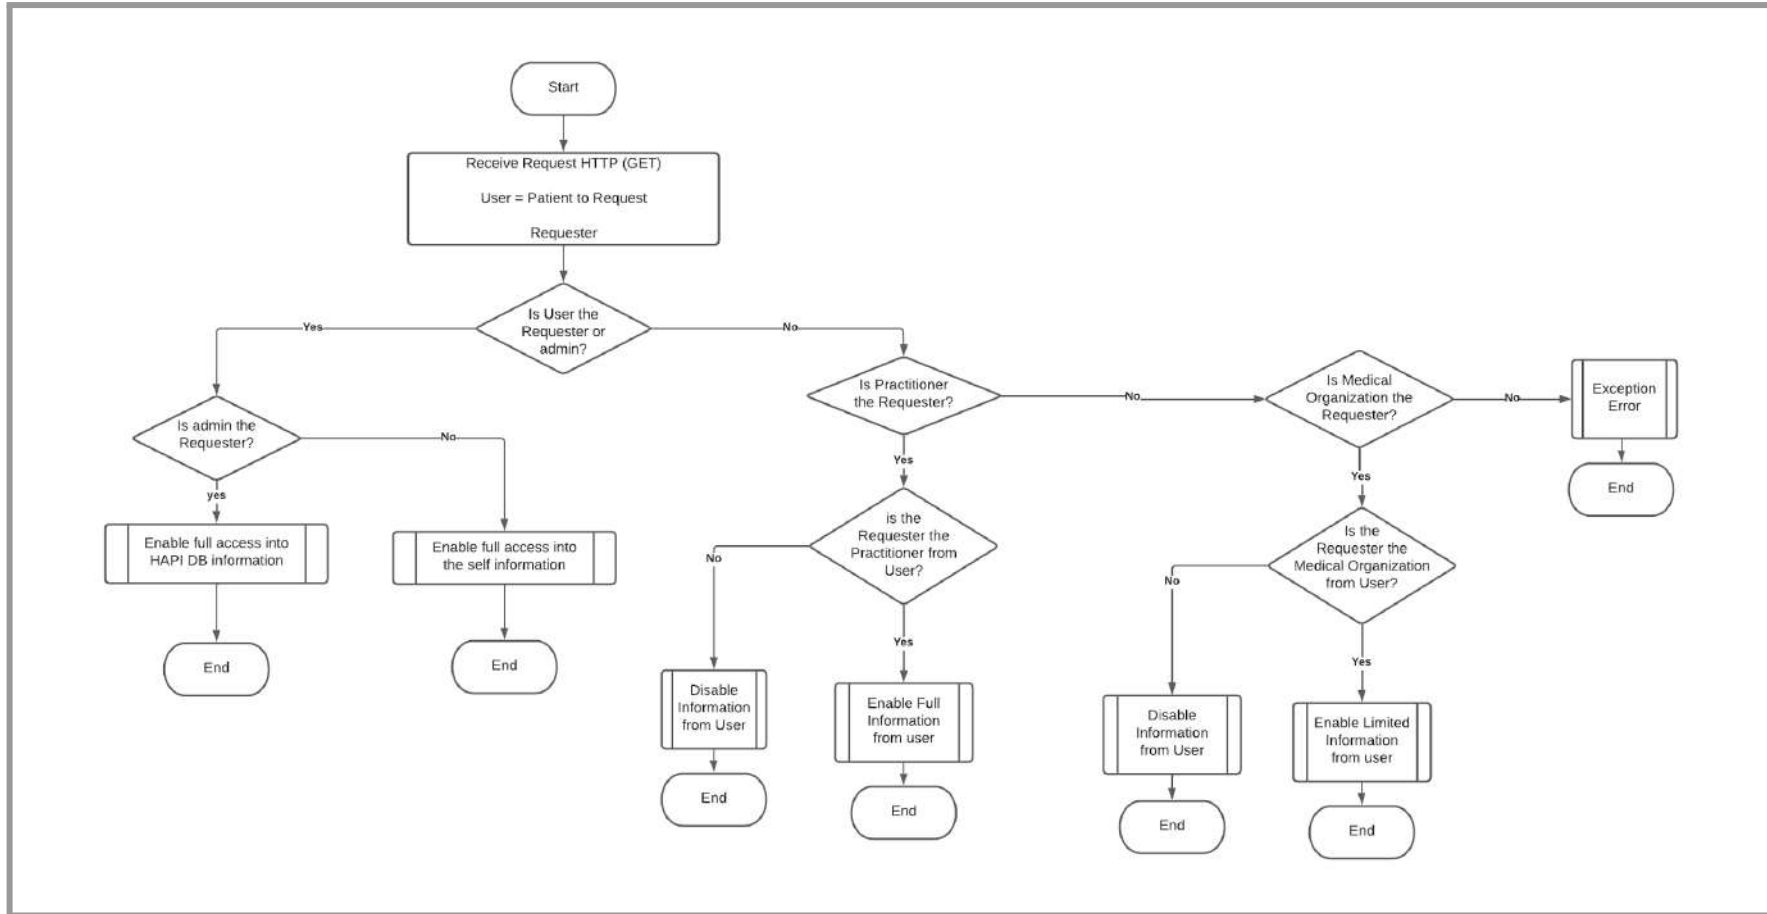 Start
Receive Request HTTP (GET)
User = Patient to Request
Requester
Is User the
Requester or
admin?
Yes
No
Is admin the
Requester?
No
yes
Enable full access into
HAPI DB information
End
Enable full access into
the self information
End
Is Practitioner
the Requester?
No
Yes
is the
Requester the
Practitioner from
User?
No
Yes
Disable
Information
from User
End
Enable Full
Information
from user
End
Is Medical
Organization the
Requester?
No
Yes
Exception
Error
End
Is the
Requester the
Medical Organization
from User?
No
Yes
Disable
Information
from User
End
Enable Limited
Information
from user
End